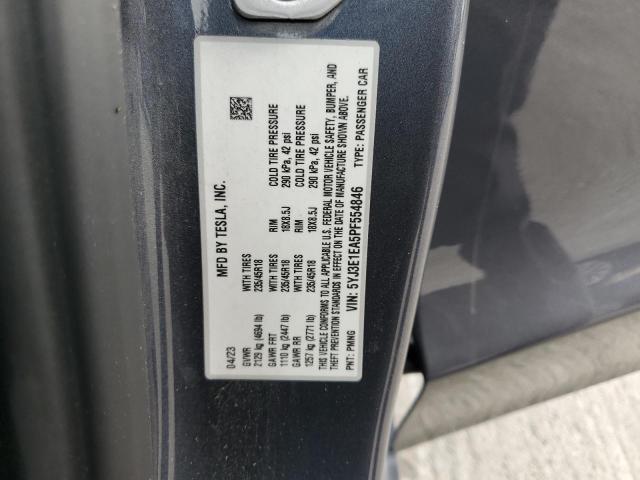 MFD BY TESLA, INC.
04/23
GVWR WITH TIRES RIM COLD TIRE PRESSURE
2129 kg (4694 lb) 235/45R18 18X8.5J 290 kPa, 42 psi
GAWR FRT WITH TIRES RIM COLD TIRE PRESSURE
1110 kg (2447 lb) 235/45R18 18X8.5J 290 kPa, 42 psi
GAWR RR
1257 kg (2771 lb) 235/45R18
THIS VEHICLE CONFORMS TO ALL APPLICABLE U.S. FEDERAL MOTOR VEHICLE SAFETY, BUMPER, AND
THEFT PREVENTION STANDARDS IN EFFECT ON THE DATE OF MANUFACTURE SHOWN ABOVE.
PNT: PMNG VIN: 5YJ3E1EA5PF554846 TYPE: PASSENGER CAR